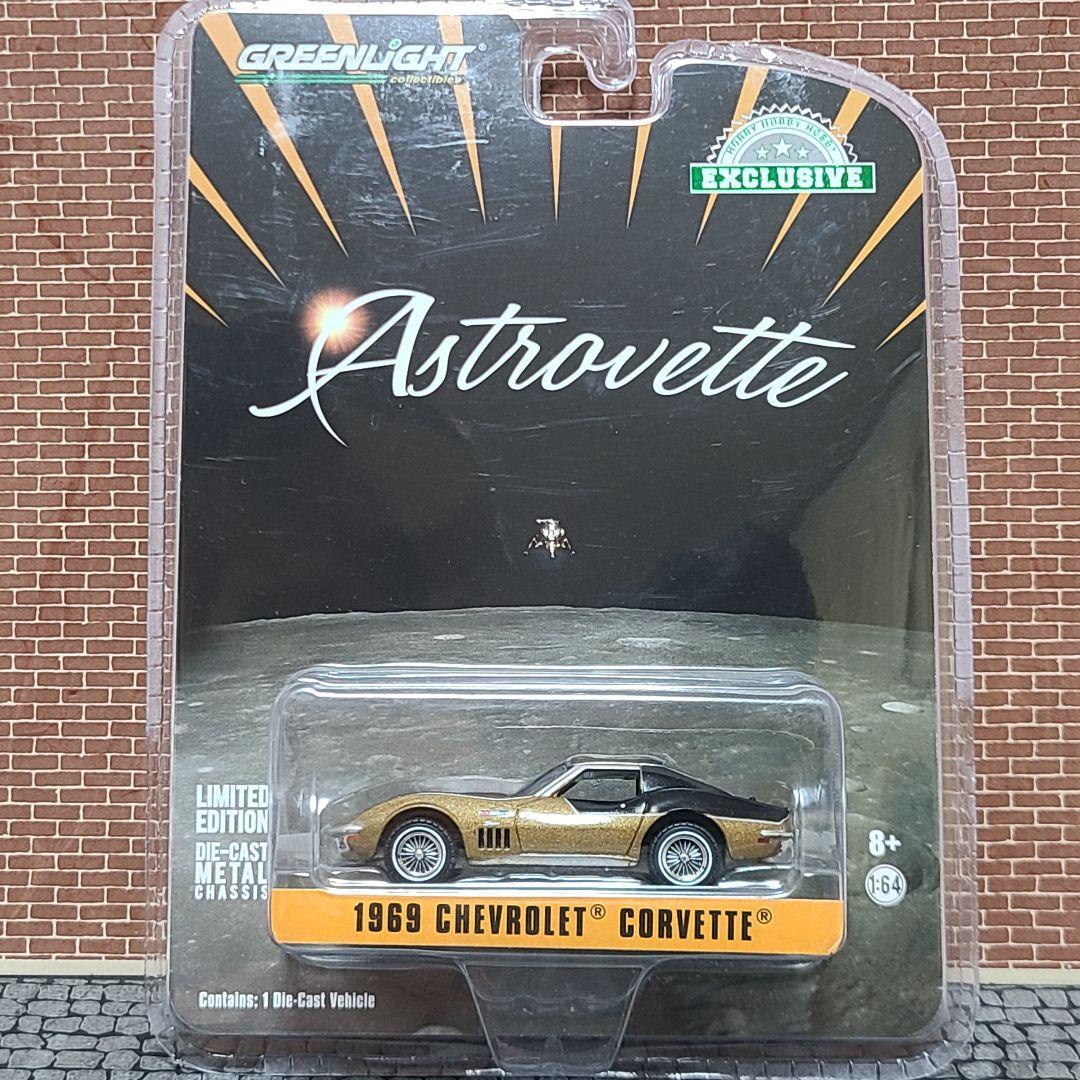 GREENLiGHT®
collectibles
HOBBY HOBBY HOBBY
EXCLUSIVE
Astrovette
LIMITED
EDITION
DIE-CAST
METAL
CHASSIS
8+
1:64
1969 CHEVROLET® CORVETTE®
Contains: 1 Die-Cast Vehicle